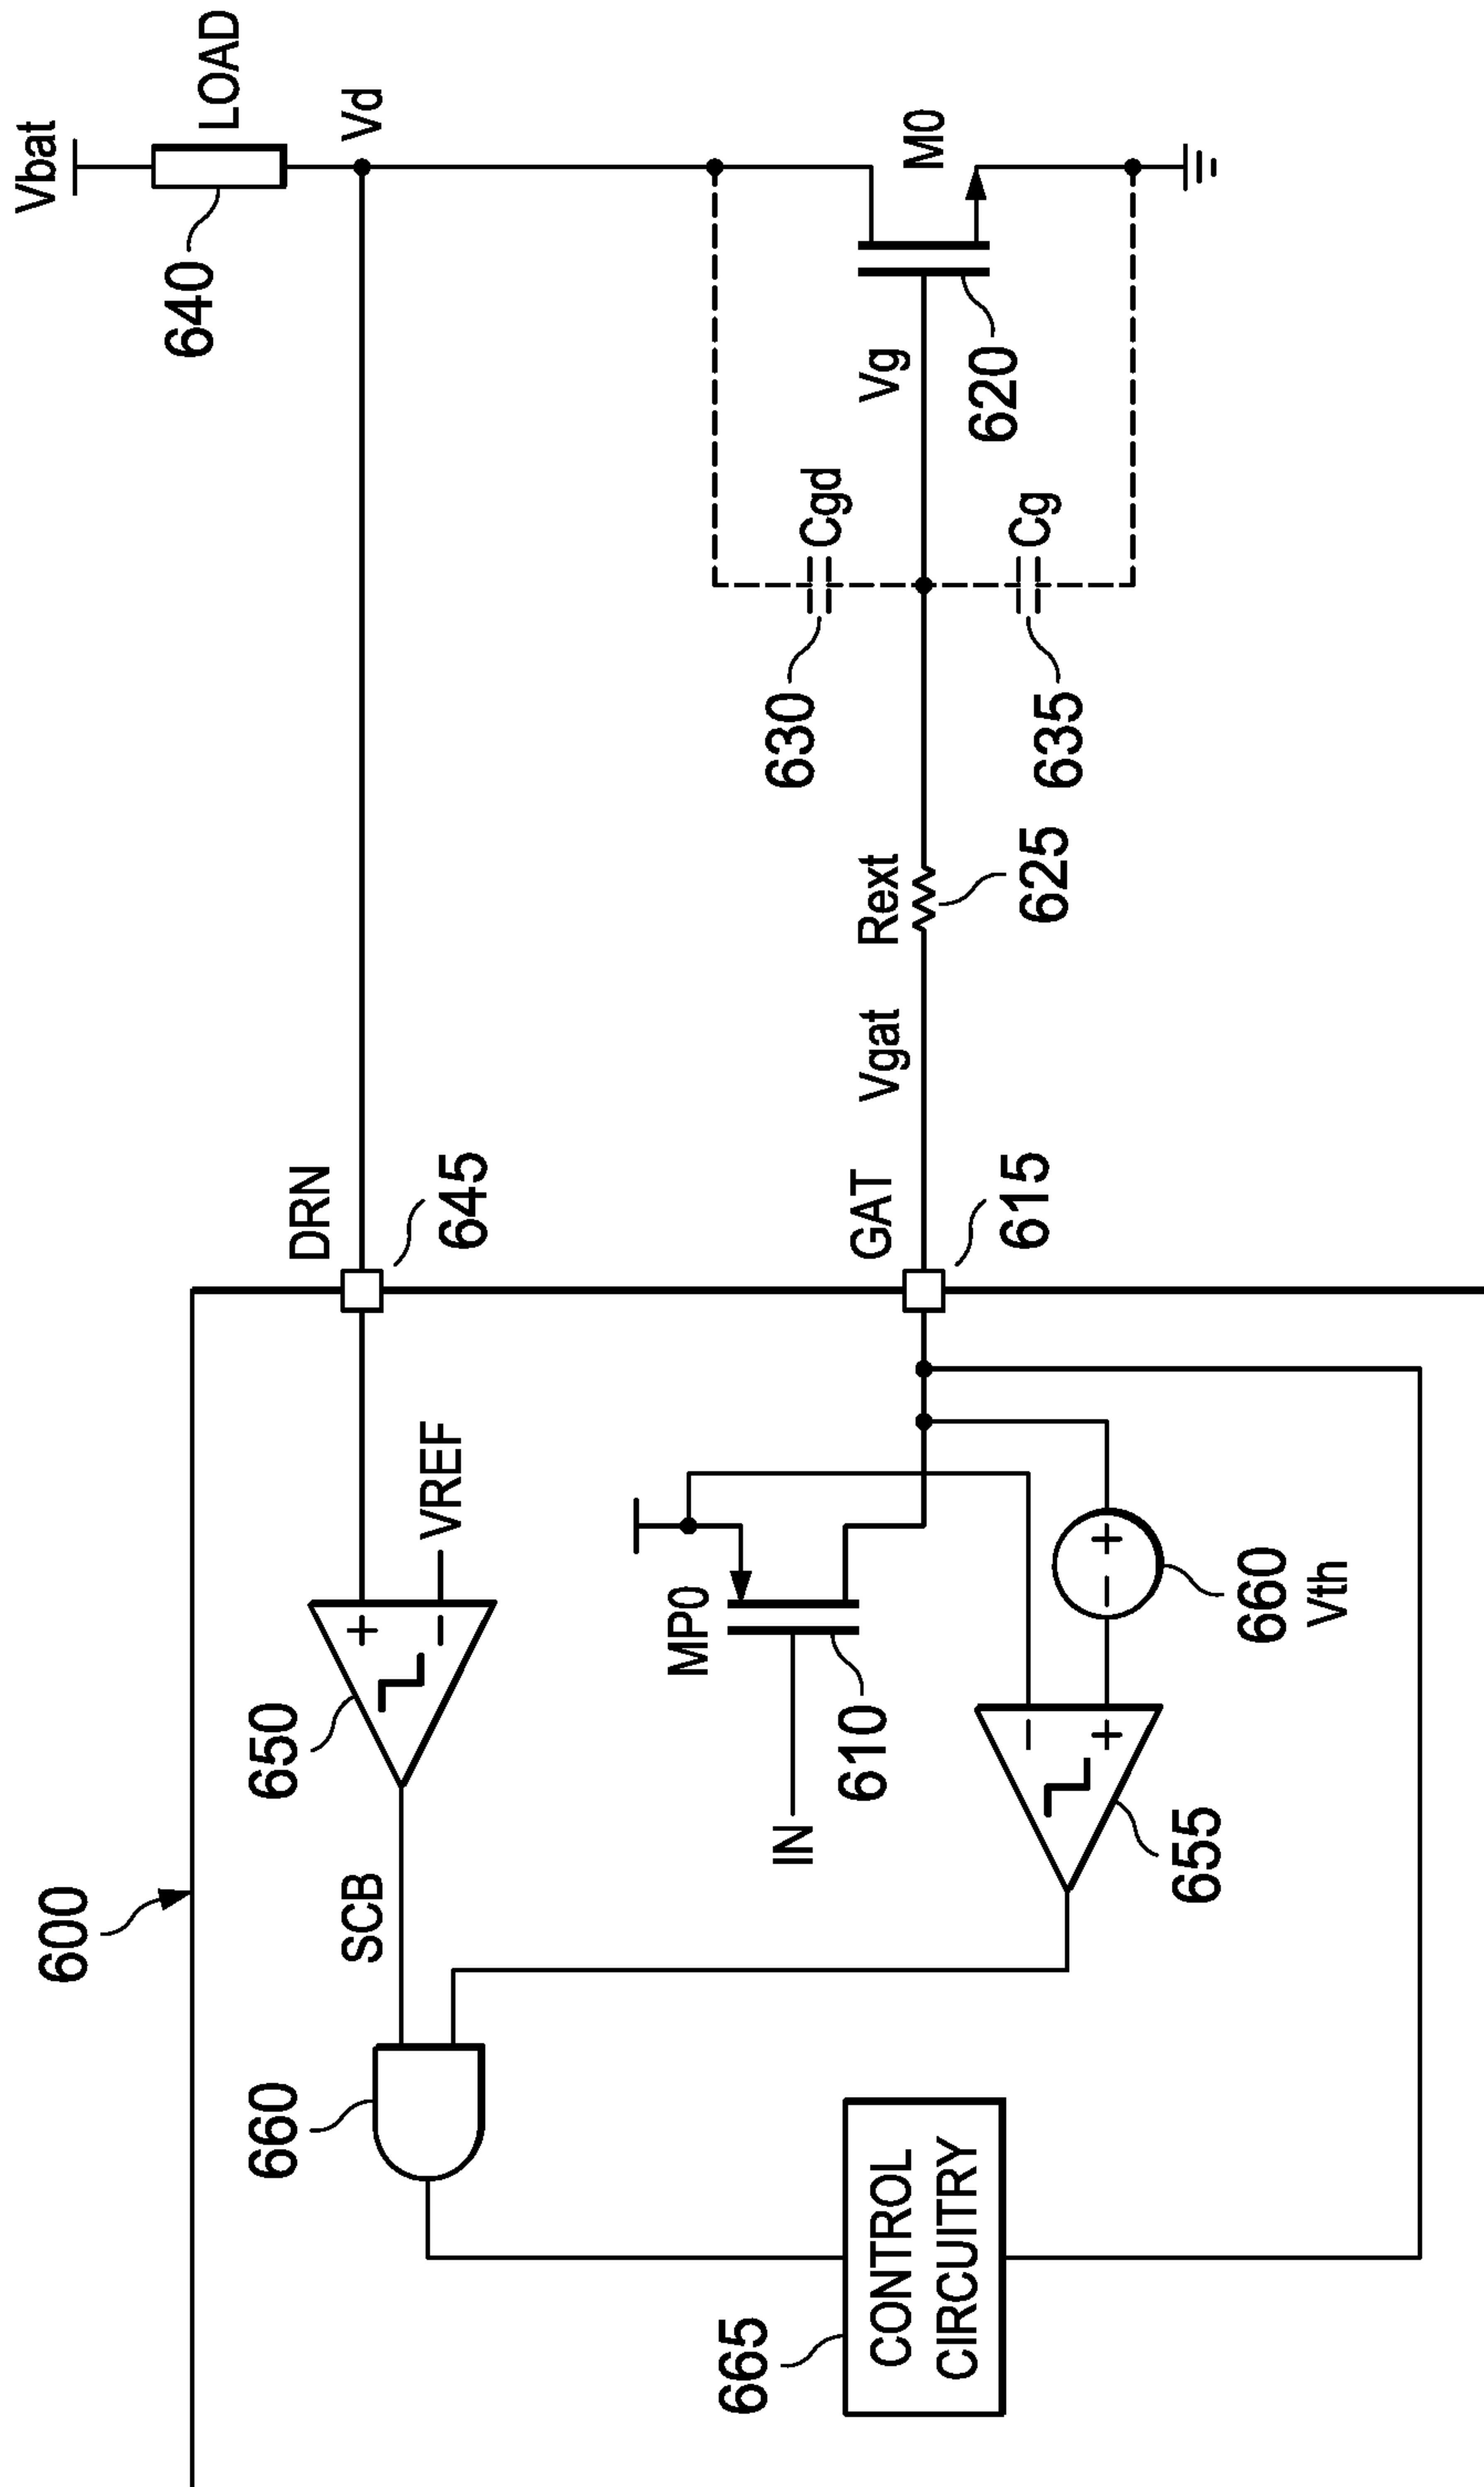 600
Vbat
LOAD
640
Vd
DRN
645
650
VREF
+
−
SCB
660
MP0
IN
610
GAT
615
Vgat
Rext
625
630
Cgd
635
Cg
Vg
M0
620
−
+
655
+
−
660
Vth
665
CONTROL
CIRCUITRY